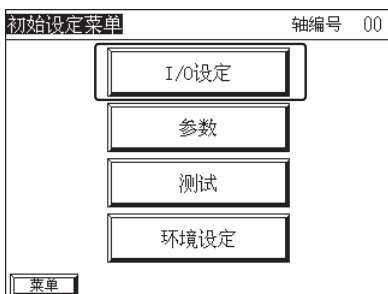 初始设定菜单 轴编号 00
I/O设定
参数
测试
环境设定
菜单